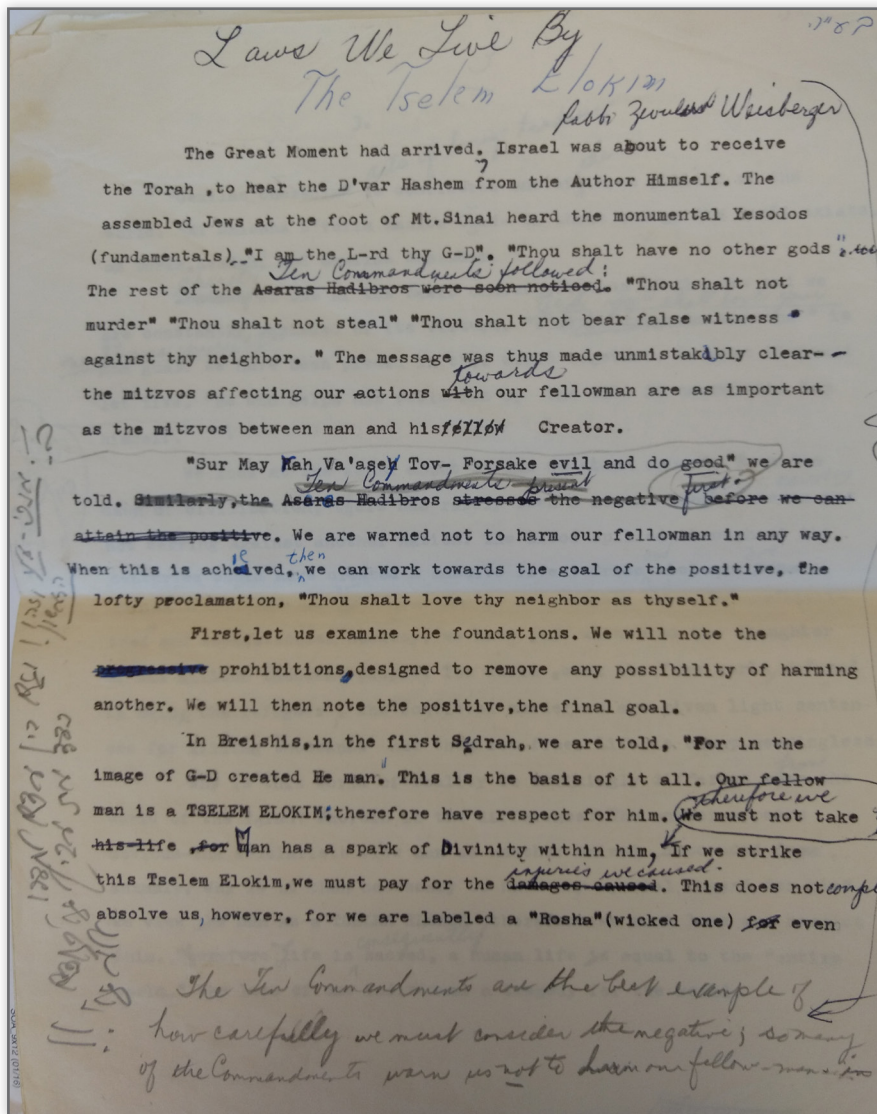 בעז"ה
Laws We Live By
The Tselem Elokim
Rabbi Zevulun Weisberger
The Great Moment had arrived. Israel was about to receive
the Torah ,to hear the D'var Hashem from the Author Himself. The
assembled Jews at the foot of Mt.Sinai heard the monumental Yesodos
(fundamentals) "I am the L-rd thy G-D". "Thou shalt have no other gods".
Ten Commandments followed:
The rest of the Asaras Hadibros were soon noticed. "Thou shalt not
murder" "Thou shalt not steal" "Thou shalt not bear false witness
against thy neighbor. " The message was thus made unmistakably clear-
towards
the mitzvos affecting our actions with our fellowman are as important
as the mitzvos between man and his Creator.
"Sur May Rah Va'asey Tov- Forsake evil and do good" we are
Ten Commandments present first.
told. Similarly,the Asaras Hadibros stresses the negative before we can
attain the positive. We are warned not to harm our fellowman in any way.
ie then
When this is acheived, we can work towards the goal of the positive, the
lofty proclamation, "Thou shalt love thy neighbor as thyself."
First,let us examine the foundations. We will note the
progressive prohibitions,designed to remove any possibility of harming
another. We will then note the positive,the final goal.
In Breishis,in the first Sedrah, we are told, "For in the
image of G-D created He man. This is the basis of it all. Our fellow
man is a TSELEM ELOKIM;therefore have respect for him. We must not take
therefore we
his life ,for Man has a spark of Divinity within him, If we strike
injuries we caused.
this Tselem Elokim,we must pay for the damages caused. This does not
absolve us, however, for we are labeled a "Rosha"(wicked one) for even
The Ten Commandments are the best example of
how carefully we must consider the negative; so many
of the Commandments warn us not to harm our fellow-man - in